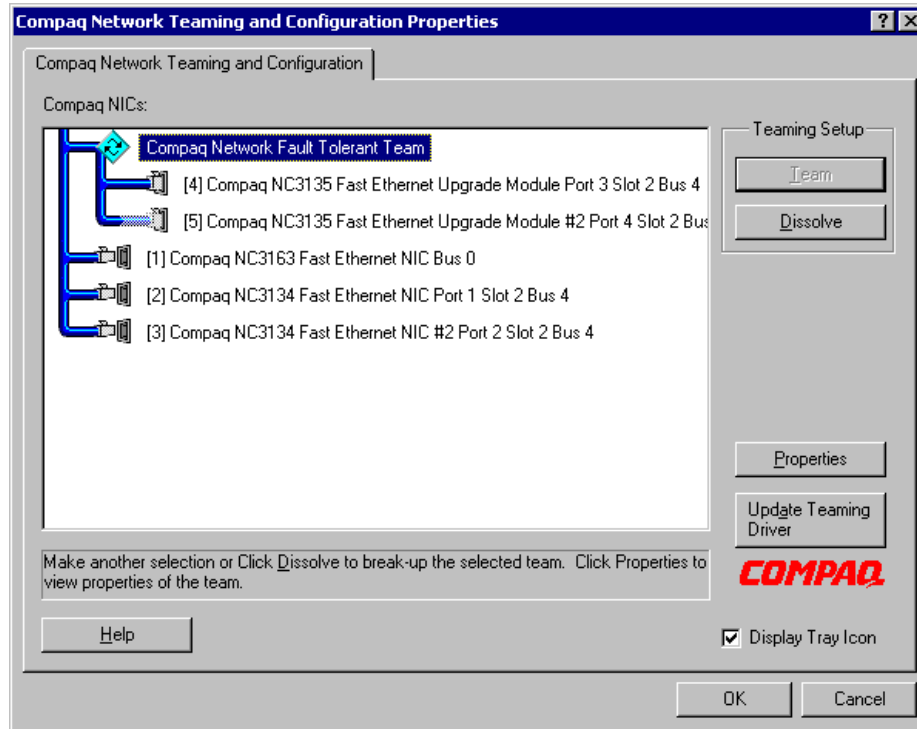 Compaq Network Teaming and Configuration Properties
Compaq Network Teaming and Configuration
Compaq NICs:
Compaq Network Fault Tolerant Team
[4] Compaq NC3135 Fast Ethernet Upgrade Module Port 3 Slot 2 Bus 4
[5] Compaq NC3135 Fast Ethernet Upgrade Module #2 Port 4 Slot 2 Bus
[1] Compaq NC3163 Fast Ethernet NIC Bus 0
[2] Compaq NC3134 Fast Ethernet NIC Port 1 Slot 2 Bus 4
[3] Compaq NC3134 Fast Ethernet NIC #2 Port 2 Slot 2 Bus 4
Teaming Setup
Team
Dissolve
Properties
Update Teaming
Driver
COMPAQ
Make another selection or Click Dissolve to break-up the selected team. Click Properties to
view properties of the team.
Help
Display Tray Icon
OK
Cancel